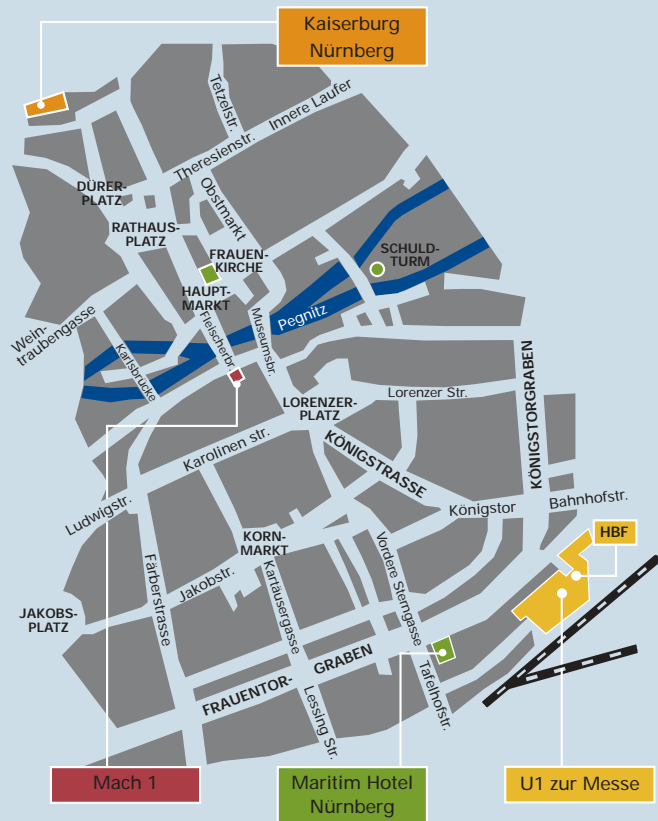 Kaiserburg
Nürnberg
Tetzelstr.
Innere Laufer
Theresienstr.
DÜRER-
PLATZ
Obstmarkt
RATHAUS-
PLATZ
FRAUEN-
KIRCHE
SCHULD-
TURM
HAUPT-
MARKT
Wein-
traubengasse
Fleischerbr.
Museumsbr.
Pegnitz
Karlsbrücke
KÖNIGSTORGRABEN
LORENZER-
PLATZ
Lorenzer Str.
Karolinen str.
KÖNIGSTRASSE
Ludwigstr.
Königstor
Bahnhofstr.
HBF
KORN-
MARKT
Färberstrasse
Jakobstr.
Kartäusergasse
Vordere Sterngasse
JAKOBS-
PLATZ
FRAUENTOR-
GRABEN
Tafelhofstr.
Lessing Str.
Mach 1
Maritim Hotel
Nürnberg
U1 zur Messe